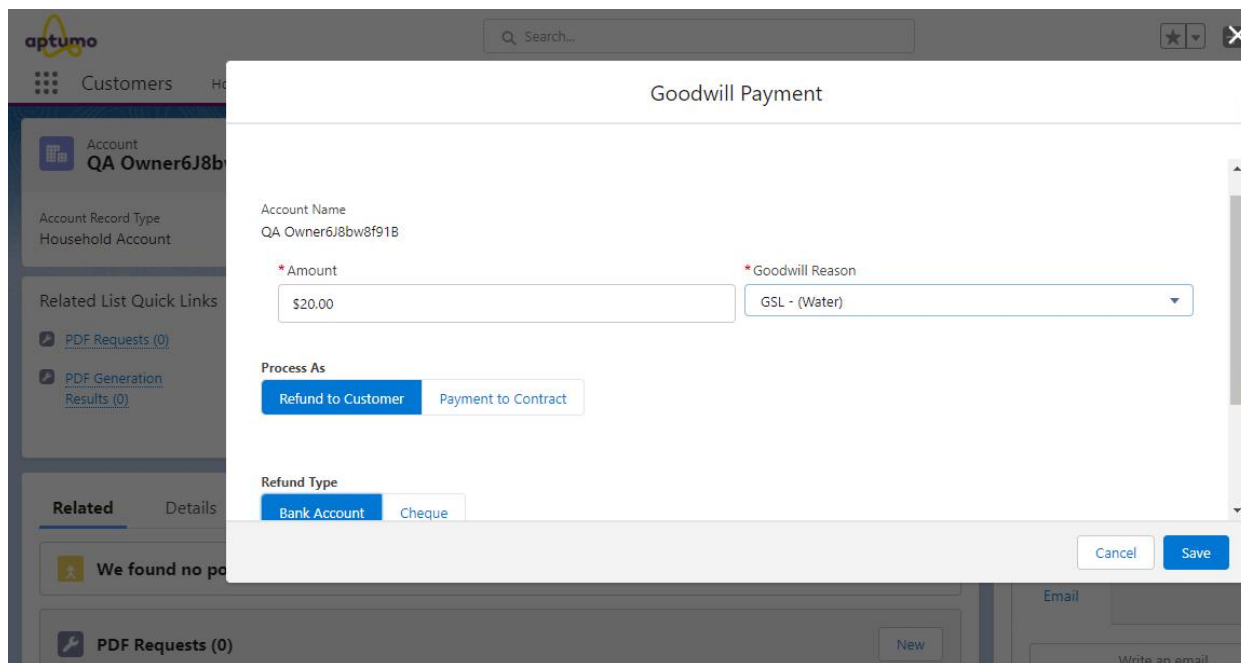 aptumo
Search...
Customers
Goodwill Payment
Account
QA Owner6J8b
Account Record Type
Household Account
Account Name
QA Owner6J8bw8f91B
*Amount
*Goodwill Reason
$20.00
GSL - (Water)
Related List Quick Links
PDF Requests (0)
PDF Generation
Results (0)
Process As
Refund to Customer
Payment to Contract
Refund Type
Bank Account
Cheque
Related
Details
Cancel
Save
We found no po
Email
PDF Requests (0)
New
Write an email